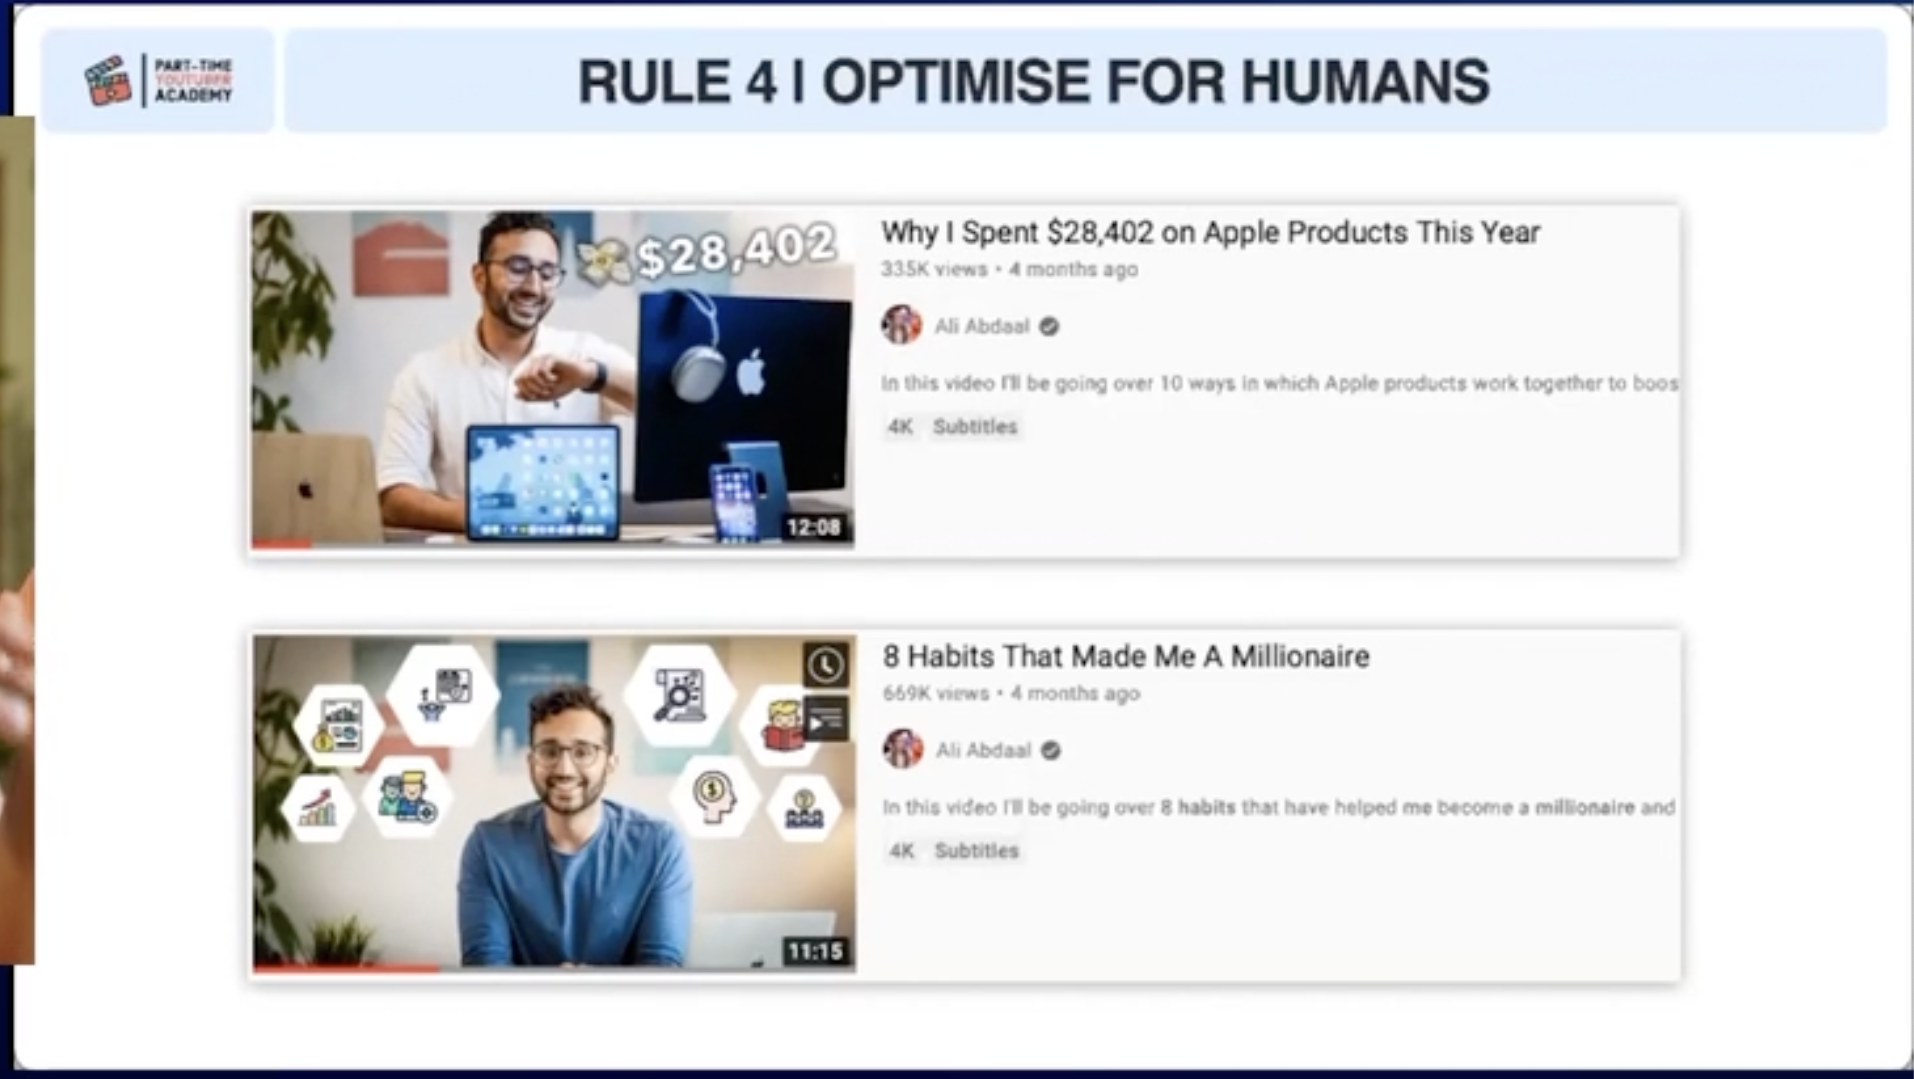 PART-TIME
YOUTUBER
ACADEMY
RULE 4 | OPTIMISE FOR HUMANS
$28,402
12:08
Why I Spent $28,402 on Apple Products This Year
335K views • 4 months ago
Ali Abdaal
In this video I'll be going over 10 ways in which Apple products work together to boos
4K Subtitles
11:15
8 Habits That Made Me A Millionaire
669K views • 4 months ago
Ali Abdaal
In this video I'll be going over 8 habits that have helped me become a millionaire and
4K Subtitles